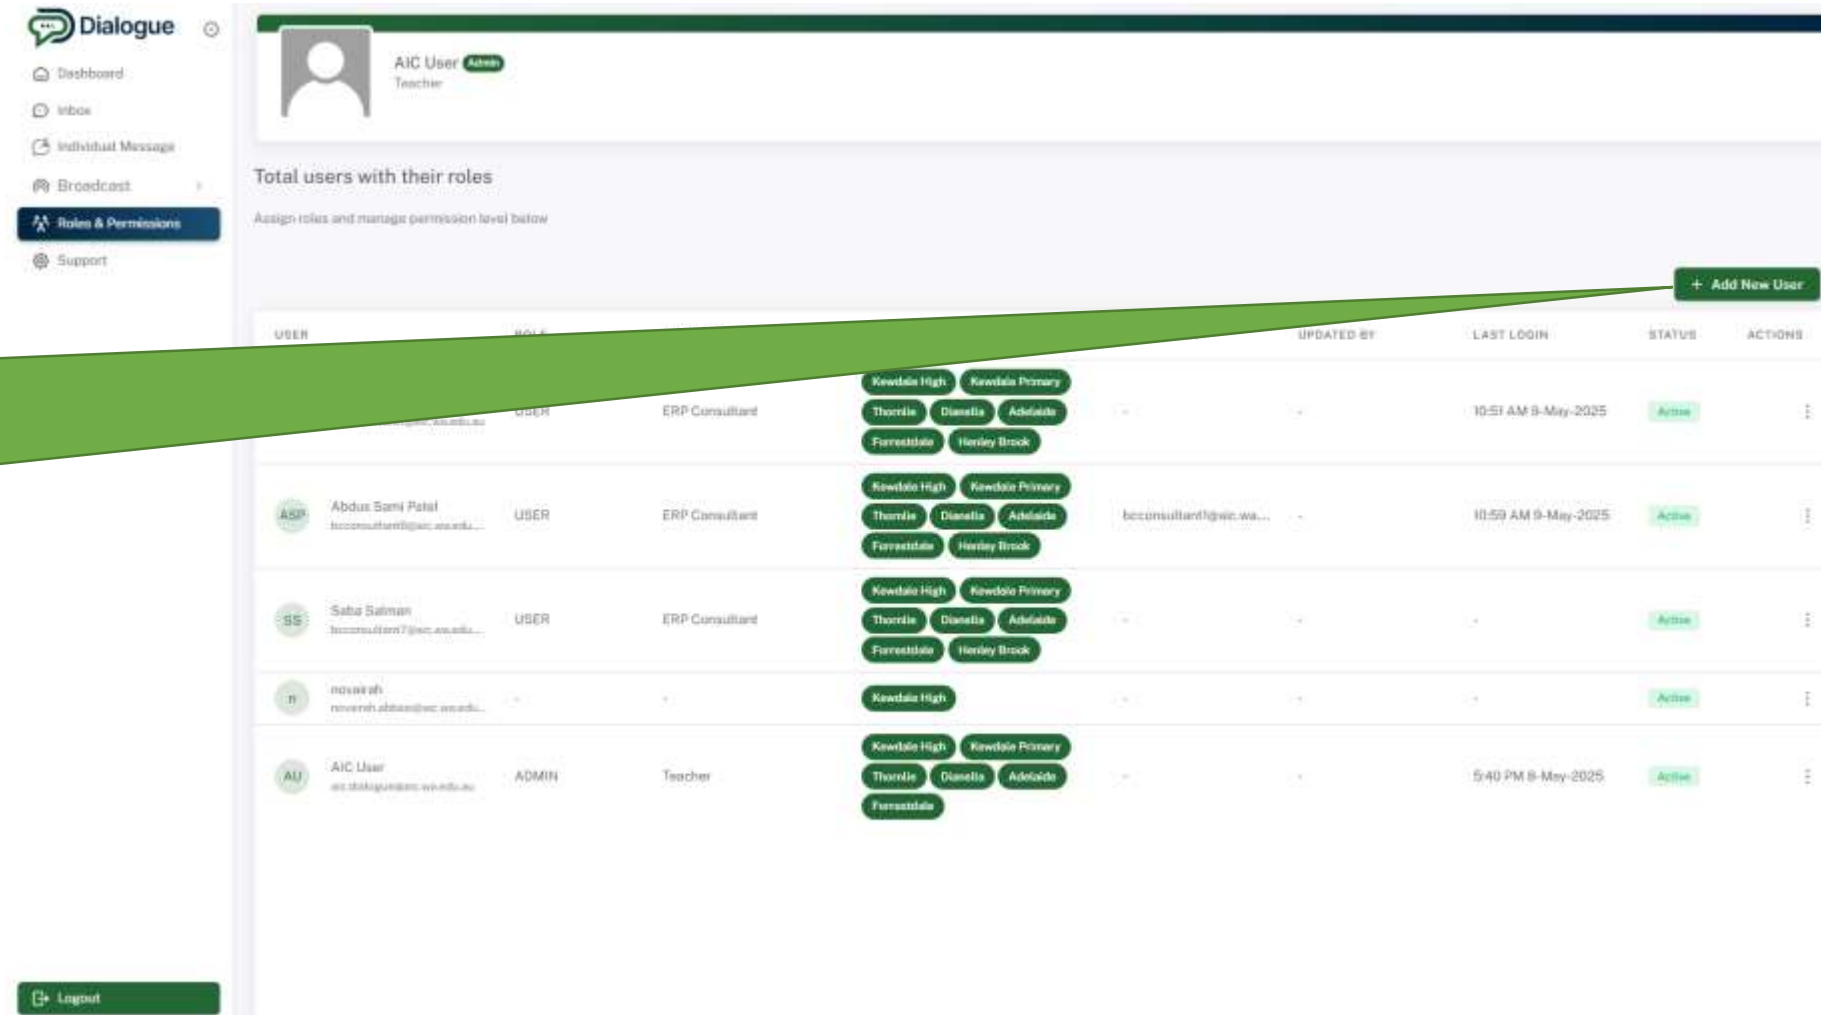 Dialogue
Dashboard
Inbox
Individual Message
Broadcast
Roles & Permissions
Support
Logout
AIC User Admin
Teacher
Total users with their roles
Assign roles and manage permission level below
+ Add New User
USER UPDATED BY LAST LOGIN STATUS ACTIONS
Kewdale High Kewdale Primary
USER ERP Consultant Thornlie Dianella Adelaide - - 10:51 AM 9-May-2025 Active
Forrestdale Henley Brook
Kewdale High Kewdale Primary
ASP Abdus Sami Patel USER ERP Consultant Thornlie Dianella Adelaide - 10:59 AM 9-May-2025 Active
Forrestdale Henley Brook
Kewdale High Kewdale Primary
SS Saba Salman USER ERP Consultant Thornlie Dianella Adelaide - - - Active
Forrestdale Henley Brook
n novairah - - Kewdale High - - - Active
Kewdale High Kewdale Primary
AU AIC User ADMIN Teacher Thornlie Dianella Adelaide - - 5:40 PM 8-May-2025 Active
Forrestdale